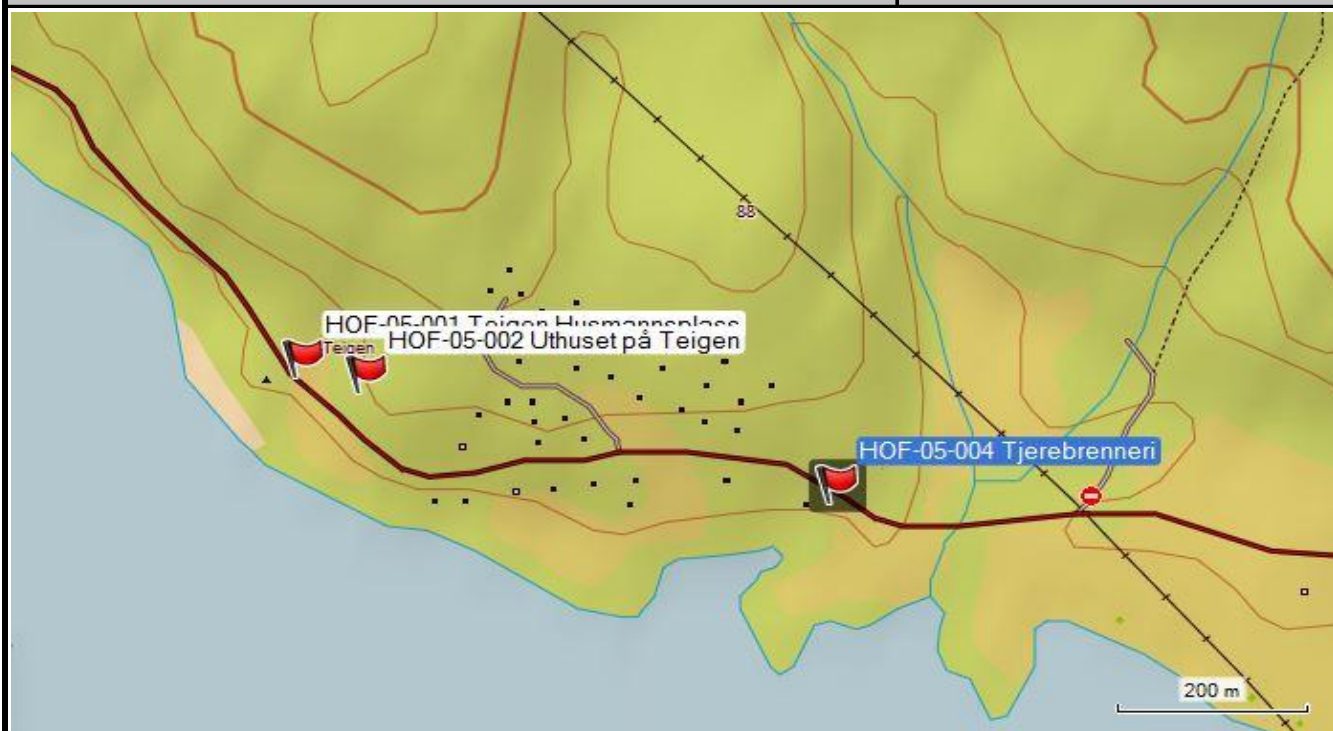 88
HOF-05-001 Teigen Husmannsplass
Teigen
HOF-05-002 Uthuset på Teigen
HOF-05-004 Tjerebrenneri
200 m